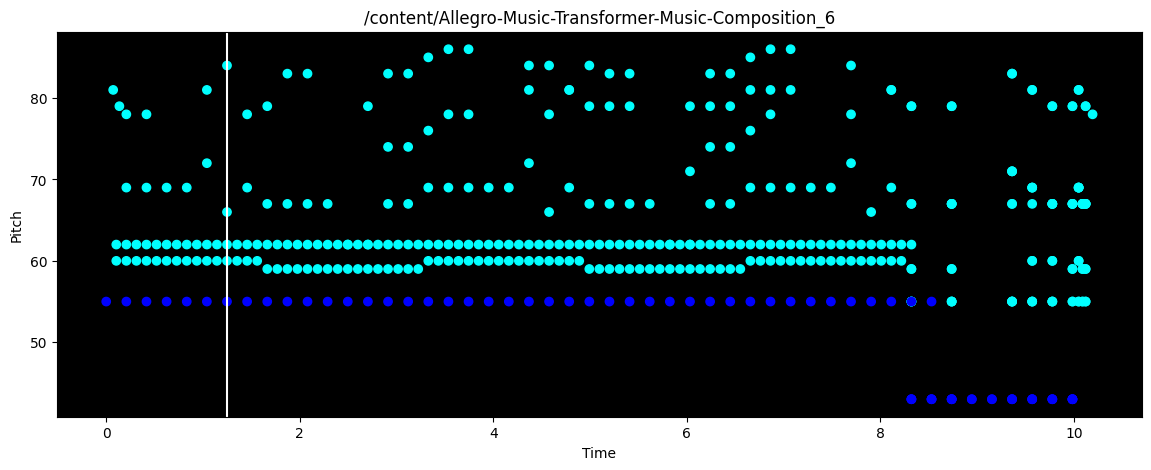 /content/Allegro-Music-Transformer-Music-Composition_6
Pitch
80
70
60
50
0 2 4 6 8 10
Time